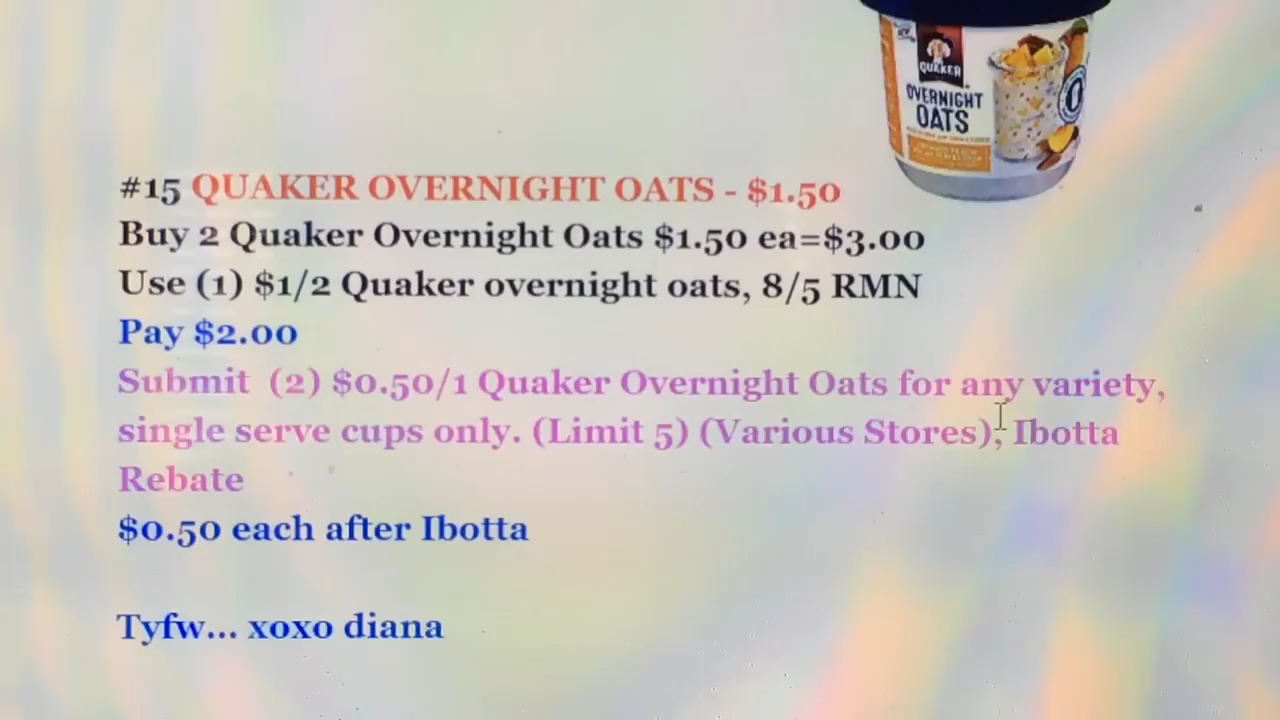 QUAKER
OVERNIGHT
OATS
#15 QUAKER OVERNIGHT OATS - $1.50
Buy 2 Quaker Overnight Oats $1.50 ea=$3.00
Use (1) $1/2 Quaker overnight oats, 8/5 RMN
Pay $2.00
Submit (2) $0.50/1 Quaker Overnight Oats for any variety,
single serve cups only. (Limit 5) (Various Stores), Ibotta
Rebate
$0.50 each after Ibotta
Tyfw... xoxo diana